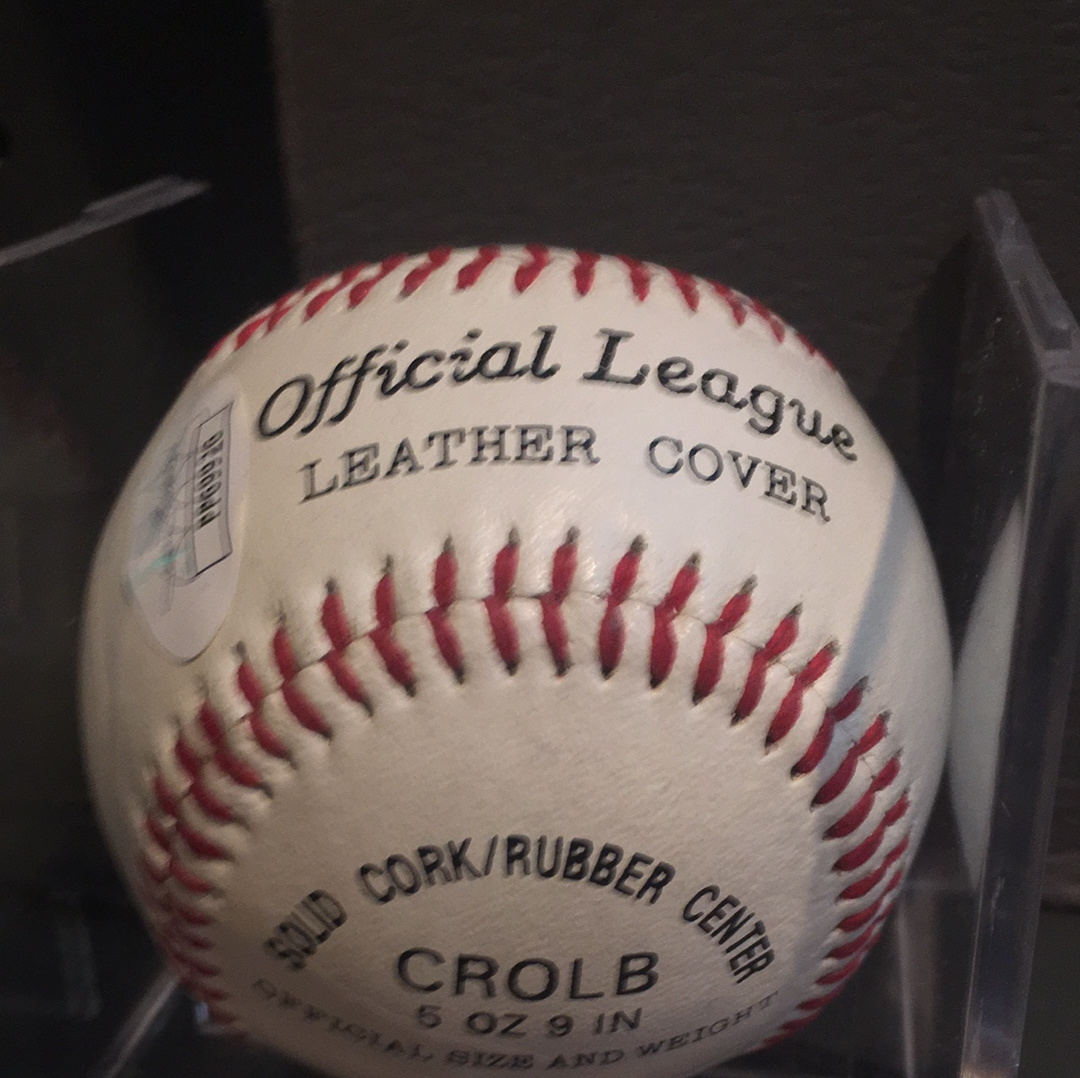 Official League
LEATHER COVER
SOLID CORK/RUBBER CENTER
CROLB
5 OZ 9 IN
OFFICIAL SIZE AND WEIGHT